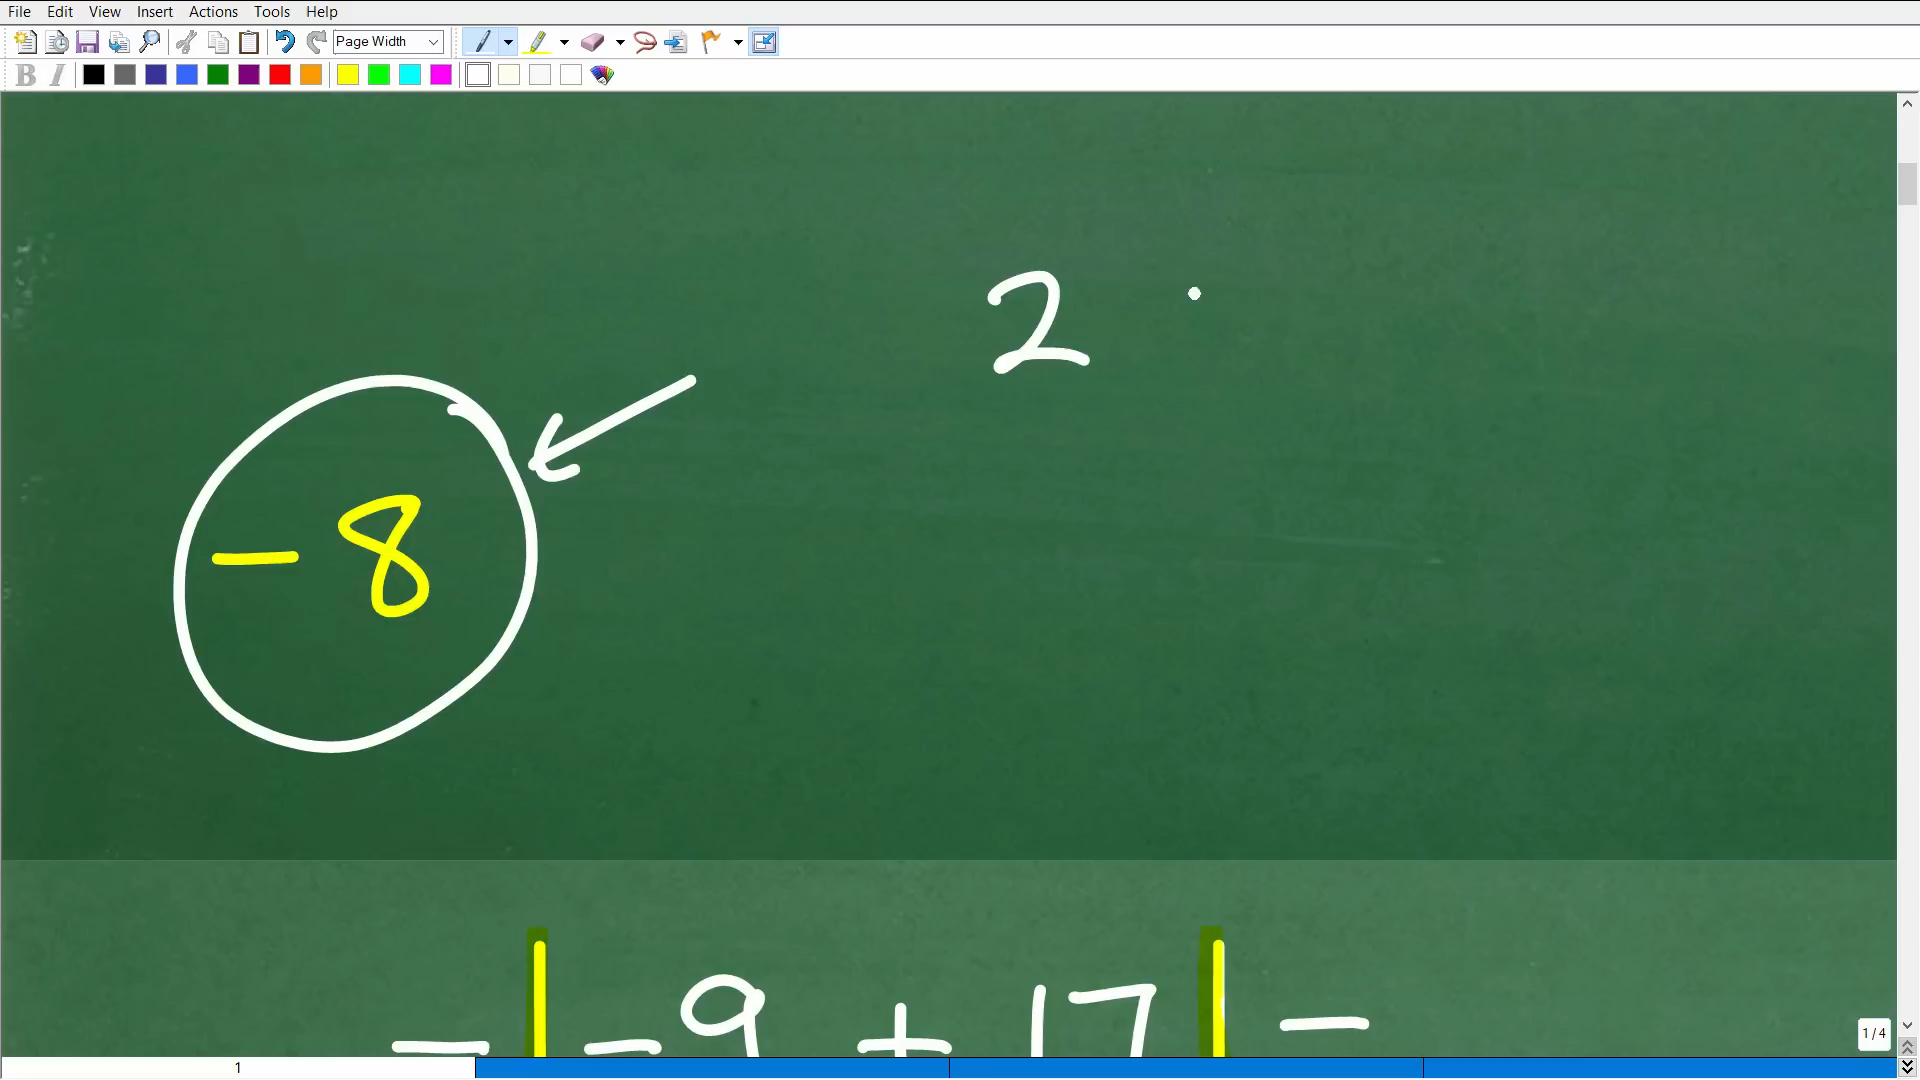 File Edit View Insert Actions Tools Help
Page Width
B I
2
- 8
- | - 9 + 17 | -
1 / 4
1